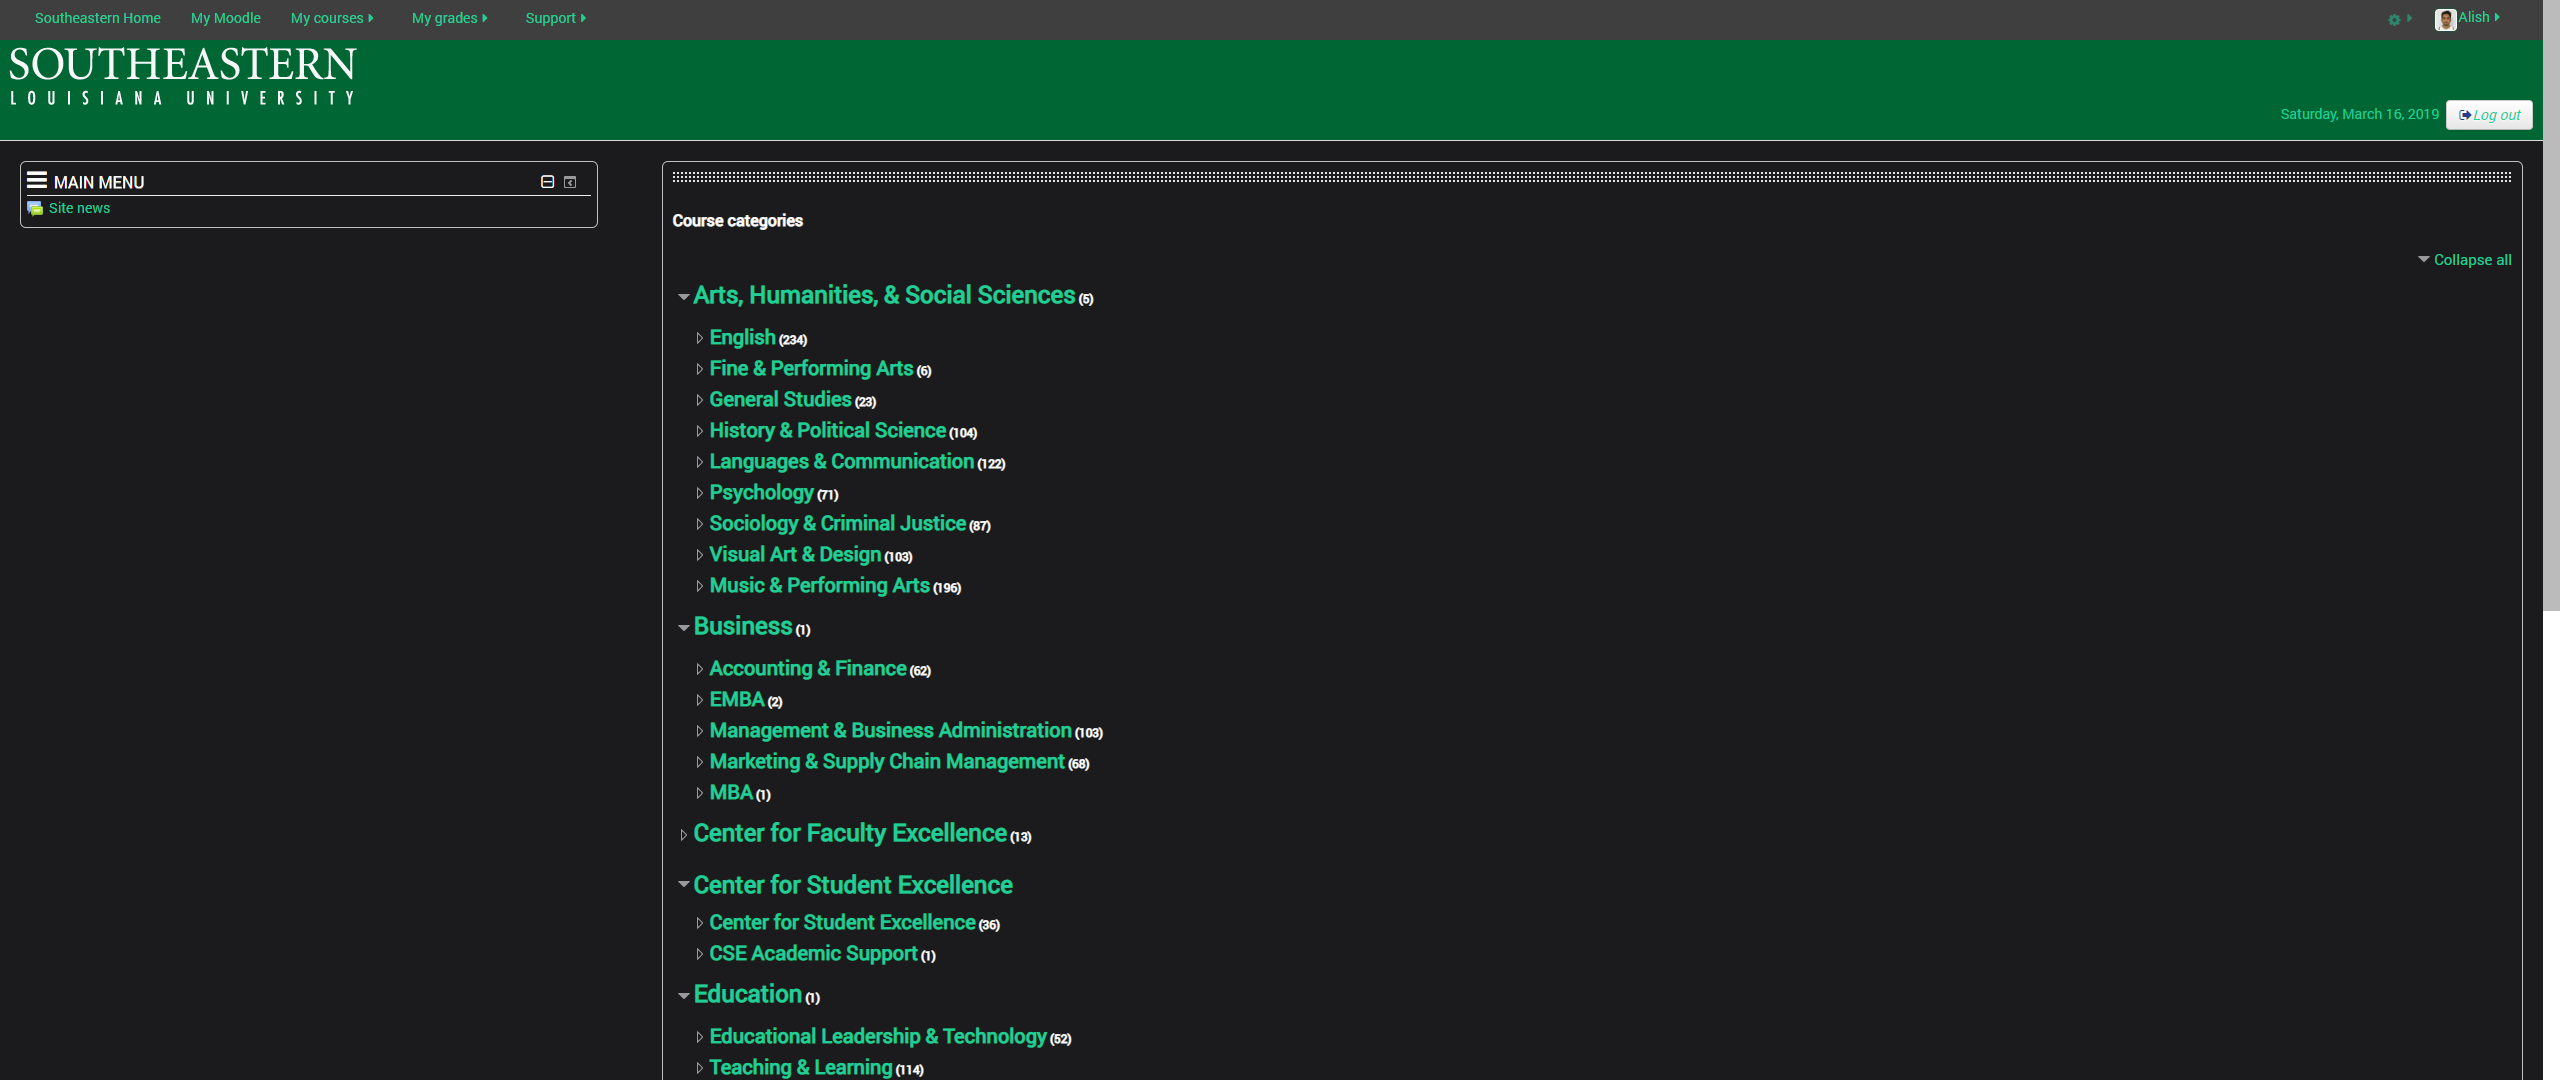 Southeastern Home My Moodle My courses My grades Support Alish
SOUTHEASTERN
LOUISIANA UNIVERSITY
Saturday, March 16, 2019 Log out
MAIN MENU
Site news
Course categories
Collapse all
Arts, Humanities, & Social Sciences (5)
English (234)
Fine & Performing Arts (6)
General Studies (23)
History & Political Science (104)
Languages & Communication (122)
Psychology (71)
Sociology & Criminal Justice (87)
Visual Art & Design (103)
Music & Performing Arts (196)
Business (1)
Accounting & Finance (62)
EMBA (2)
Management & Business Administration (103)
Marketing & Supply Chain Management (68)
MBA (1)
Center for Faculty Excellence (13)
Center for Student Excellence
Center for Student Excellence (36)
CSE Academic Support (1)
Education (1)
Educational Leadership & Technology (52)
Teaching & Learning (114)